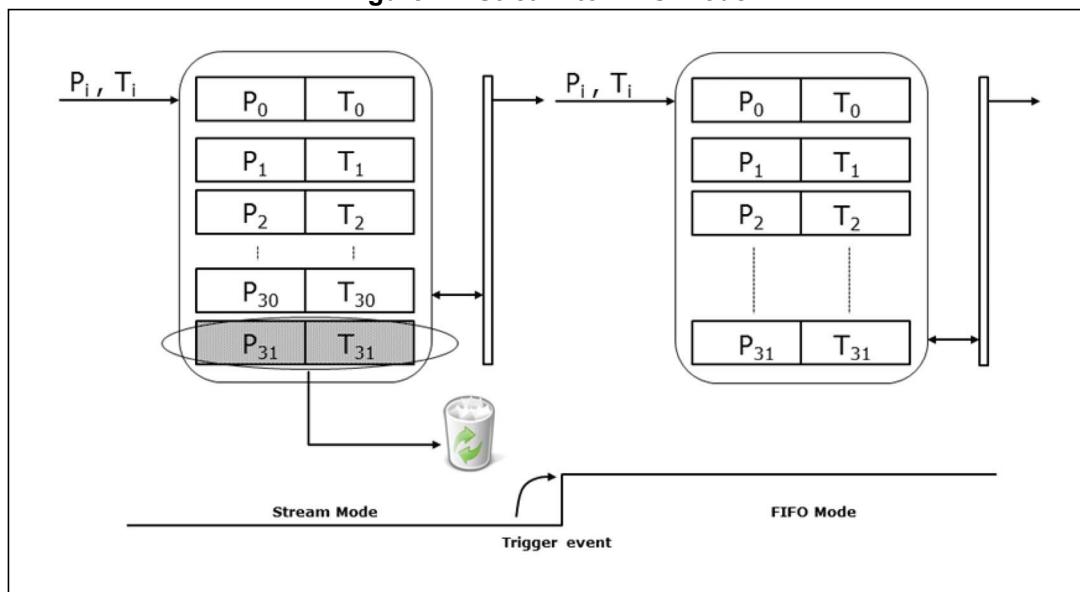 P₀ T₀
Pᵢ , Tᵢ
P₁ T₁
P₂ T₂
P₃₀ T₃₀
P₃₁ T₃₁
Pᵢ , Tᵢ
P₀ T₀
P₁ T₁
P₂ T₂
P₃₁ T₃₁
Stream Mode
Trigger event
FIFO Mode